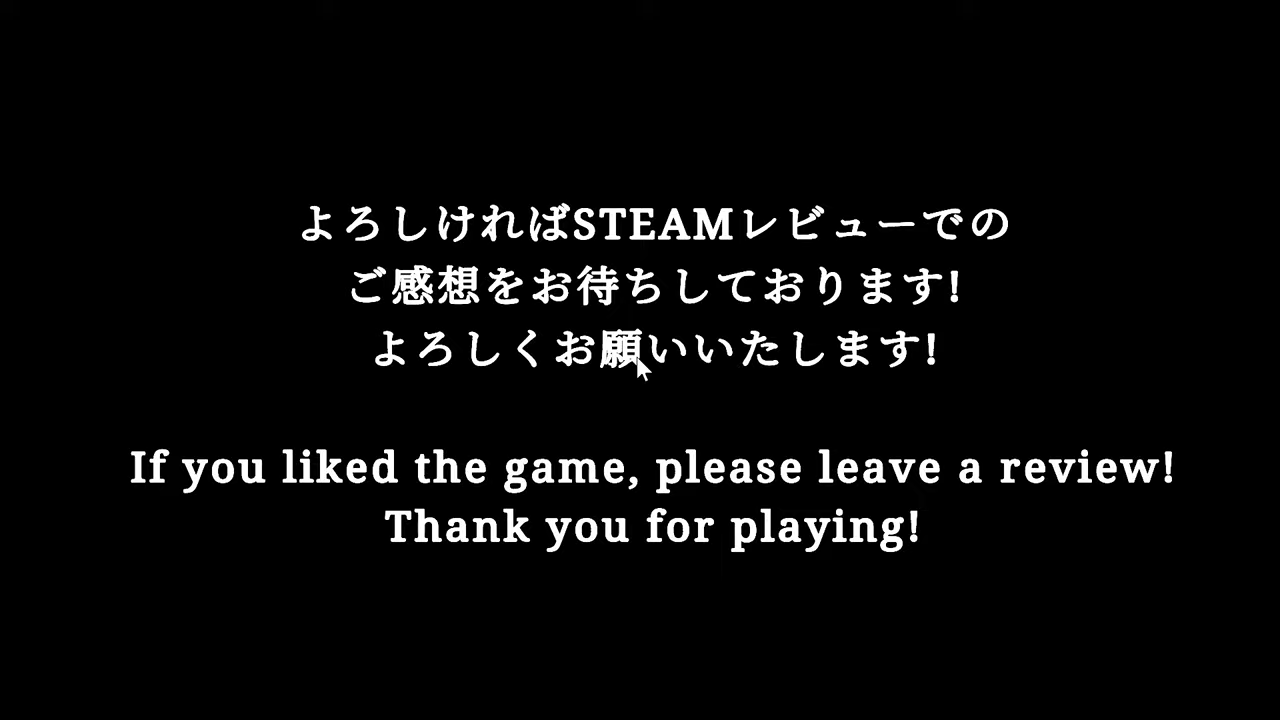 よろしければSTEAMレビューでの
ご感想をお待ちしております!
よろしくお願いいたします!
If you liked the game, please leave a review!
Thank you for playing!